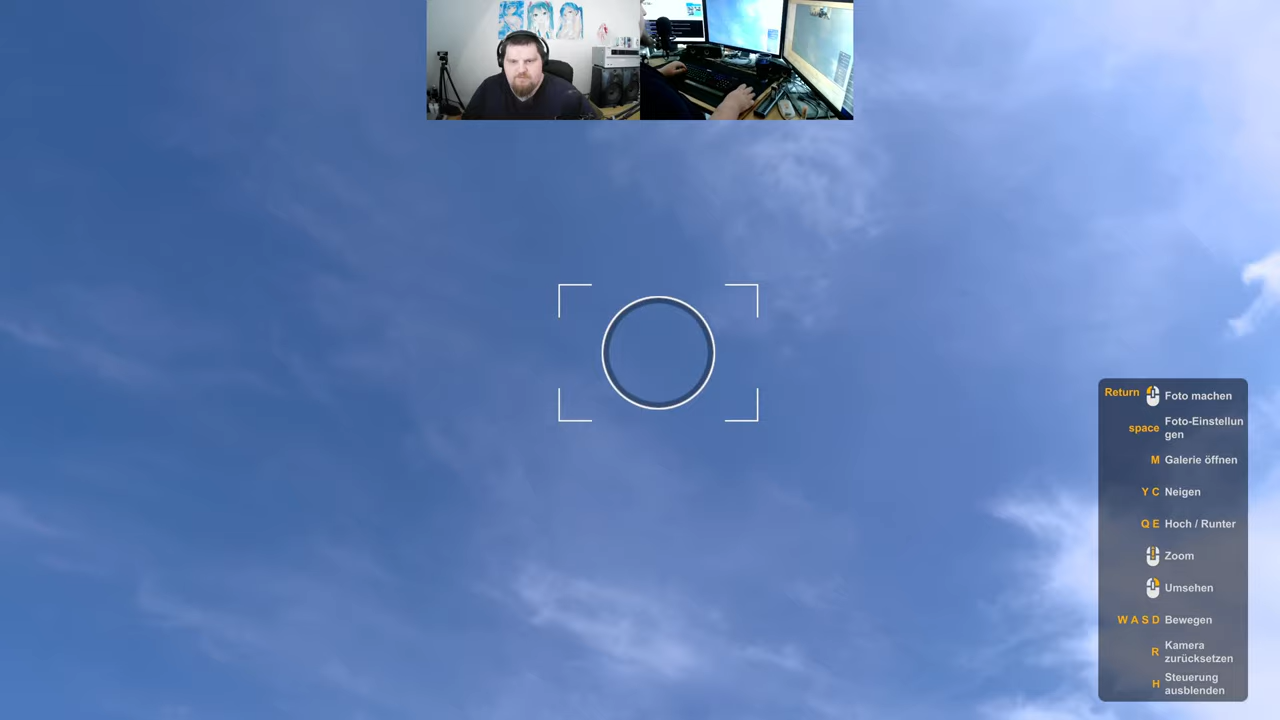 Return Foto machen
space Foto-Einstellun
gen
M Galerie öffnen
Y C Neigen
Q E Hoch / Runter
Zoom
Umsehen
W A S D Bewegen
R Kamera
zurücksetzen
H Steuerung
ausblenden